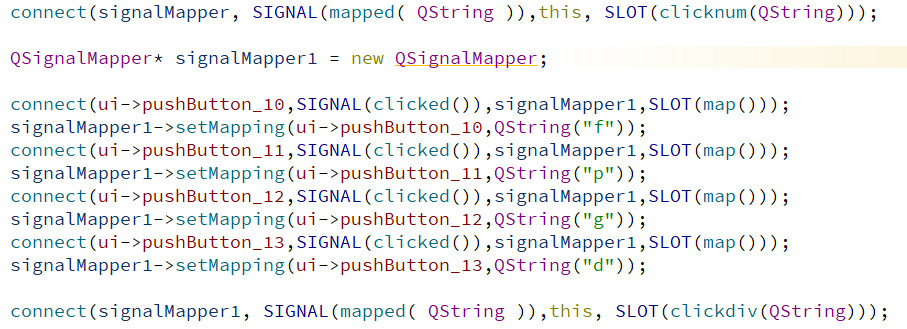 connect(signalMapper, SIGNAL(mapped( QString )),this, SLOT(clicknum(QString)));
QSignalMapper* signalMapper1 = new QSignalMapper;
connect(ui->pushButton_10,SIGNAL(clicked()),signalMapper1,SLOT(map()));
signalMapper1->setMapping(ui->pushButton_10,QString("f"));
connect(ui->pushButton_11,SIGNAL(clicked()),signalMapper1,SLOT(map()));
signalMapper1->setMapping(ui->pushButton_11,QString("p"));
connect(ui->pushButton_12,SIGNAL(clicked()),signalMapper1,SLOT(map()));
signalMapper1->setMapping(ui->pushButton_12,QString("g"));
connect(ui->pushButton_13,SIGNAL(clicked()),signalMapper1,SLOT(map()));
signalMapper1->setMapping(ui->pushButton_13,QString("d"));
connect(signalMapper1, SIGNAL(mapped( QString )),this, SLOT(clickdiv(QString)));